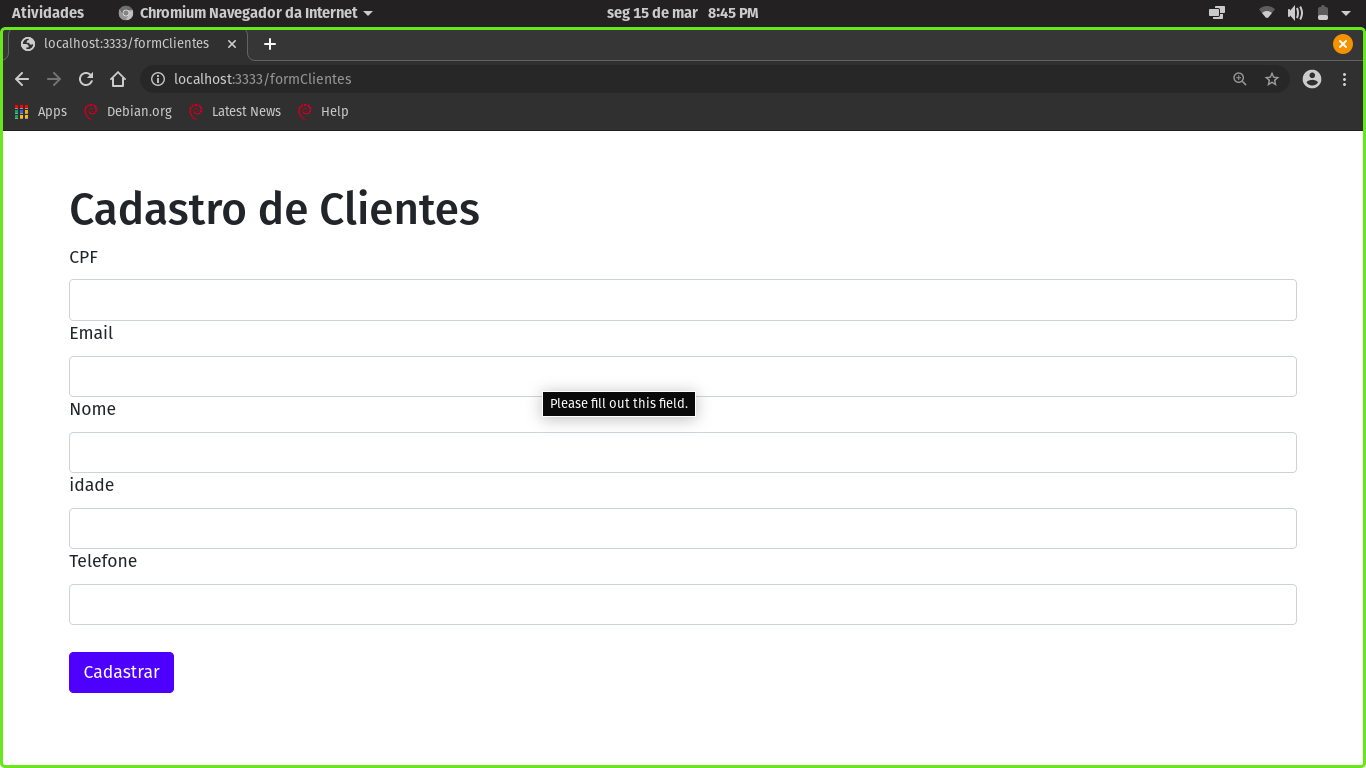 Atividades Chromium Navegador da Internet seg 15 de mar 8:45 PM
localhost:3333/formClientes
localhost:3333/formClientes
Apps Debian.org Latest News Help
Cadastro de Clientes
CPF
Email
Please fill out this field.
Nome
idade
Telefone
Cadastrar